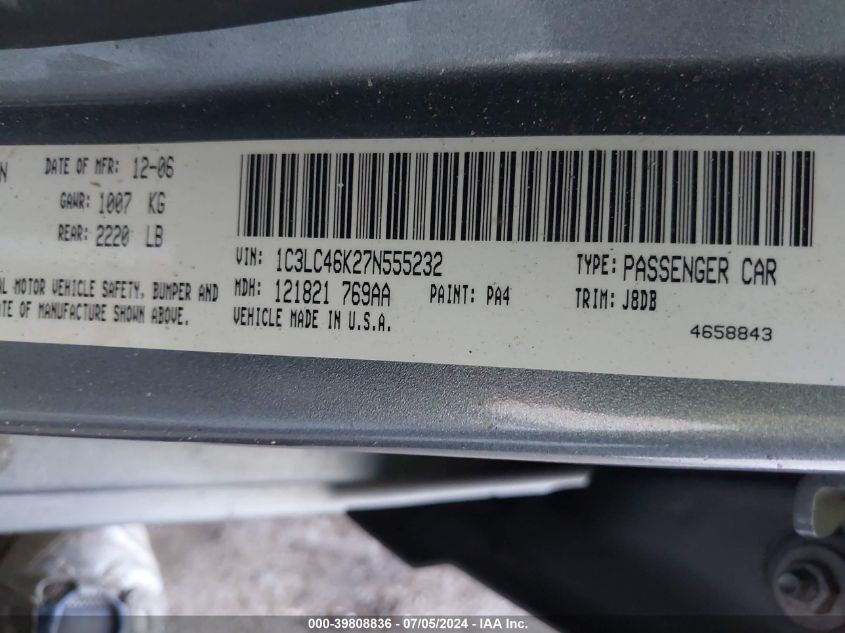 N DATE OF MFR: 12-06
GAWR: 1007 KG
REAR: 2220 LB
VIN: 1C3LC46K27N555232 TYPE: PASSENGER CAR
AL MOTOR VEHICLE SAFETY, BUMPER AND MDH: 121821 769AA PAINT: PA4 TRIM: J8DB
ATE OF MANUFACTURE SHOWN ABOVE. VEHICLE MADE IN U.S.A.
4658843
000-39808836 / 07/05/2024 - IAA Inc.